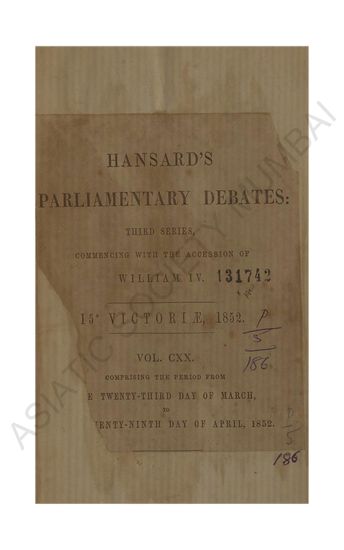 HANSARD'S
PARLIAMENTARY DEBATES:
THIRD SERIES,
COMMENCING WITH THE ACCESSION OF
WILLIAM IV. 131742
15° VICTORIÆ, 1852.
P
5
186
VOL. CXX.
COMPRISING THE PERIOD FROM
E TWENTY-THIRD DAY OF MARCH,
TO
ENTY-NINTH DAY OF APRIL, 1852.
P
5
186
ASIATIC SOCIETY MUMBAI